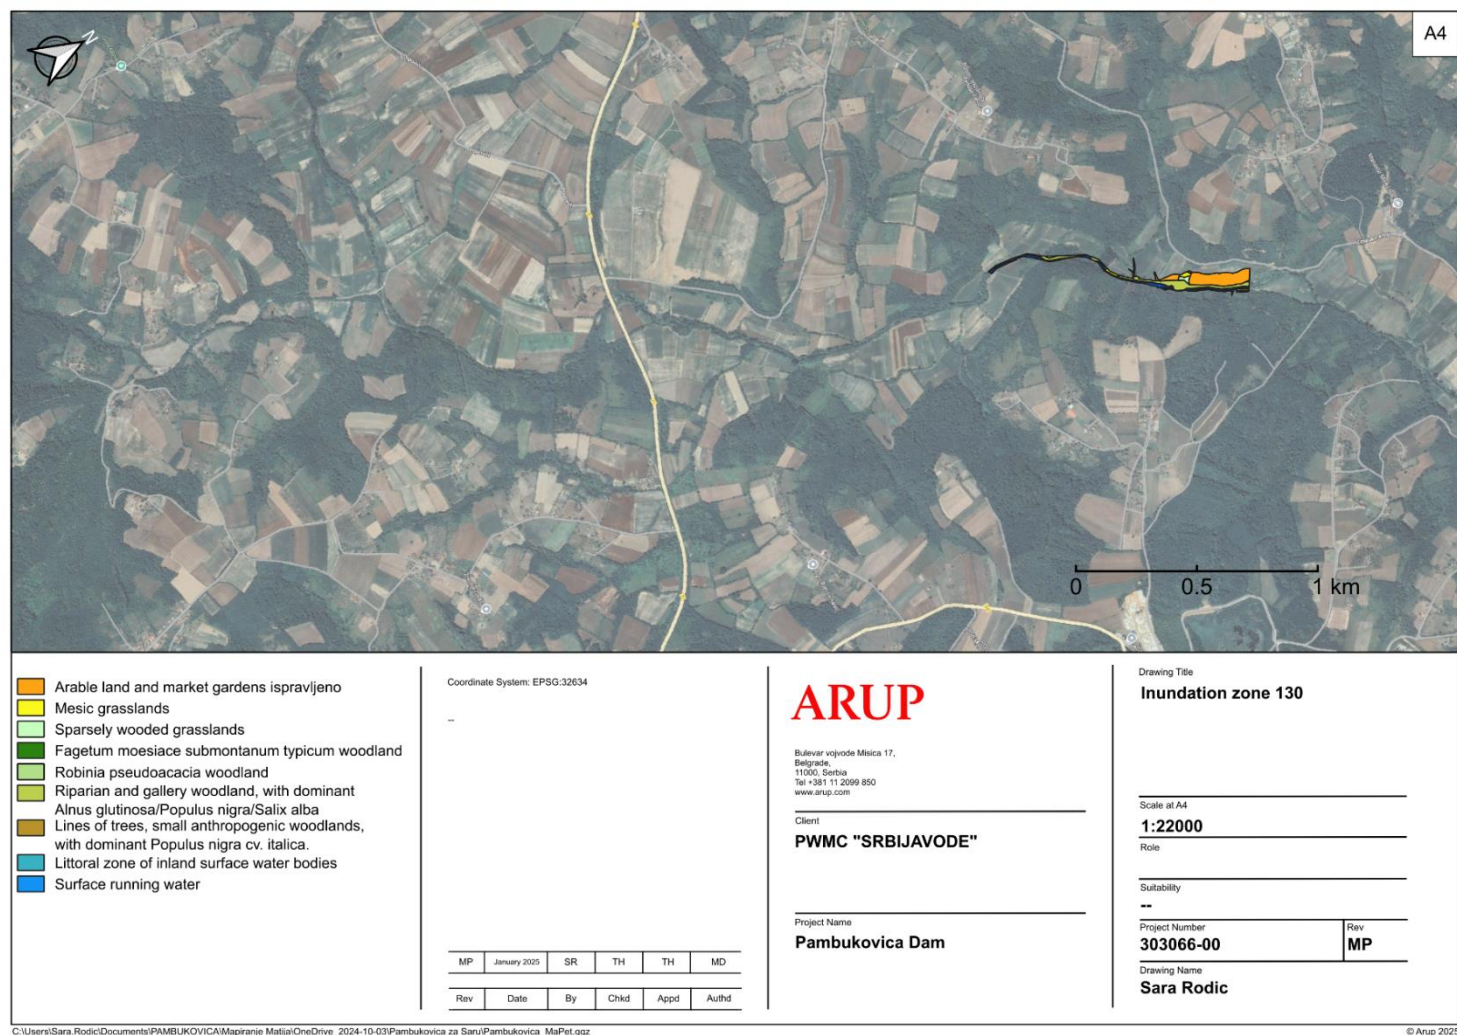 A4
N
0
0.5
1 km
Arable land and market gardens ispravljeno
Mesic grasslands
Sparsely wooded grasslands
Fagetum moesiace submontanum typicum woodland
Robinia pseudoacacia woodland
Riparian and gallery woodland, with dominant
Alnus glutinosa/Populus nigra/Salix alba
Lines of trees, small anthropogenic woodlands,
with dominant Populus nigra cv. italica.
Littoral zone of inland surface water bodies
Surface running water
Coordinate System: EPSG:32634
--
MP January 2025 SR TH TH MD
Rev Date By Chkd Appd Authd
ARUP
Bulevar vojvode Misica 17,
Belgrade,
11000, Serbia
Tel +381 11 2099 850
www.arup.com
Client
PWMC "SRBIJAVODE"
Project Name
Pambukovica Dam
Drawing Title
Inundation zone 130
Scale at A4
1:22000
Role
Suitability
--
Project Number Rev
303066-00 MP
Drawing Name
Sara Rodic
C:\Users\Sara.Rodic\Documents\PAMBUKOVICA\Mapiranje Matija\OneDrive_2024-10-03\Pambukovica za Saru\Pambukovica_MaPet.qgz
© Arup 2025